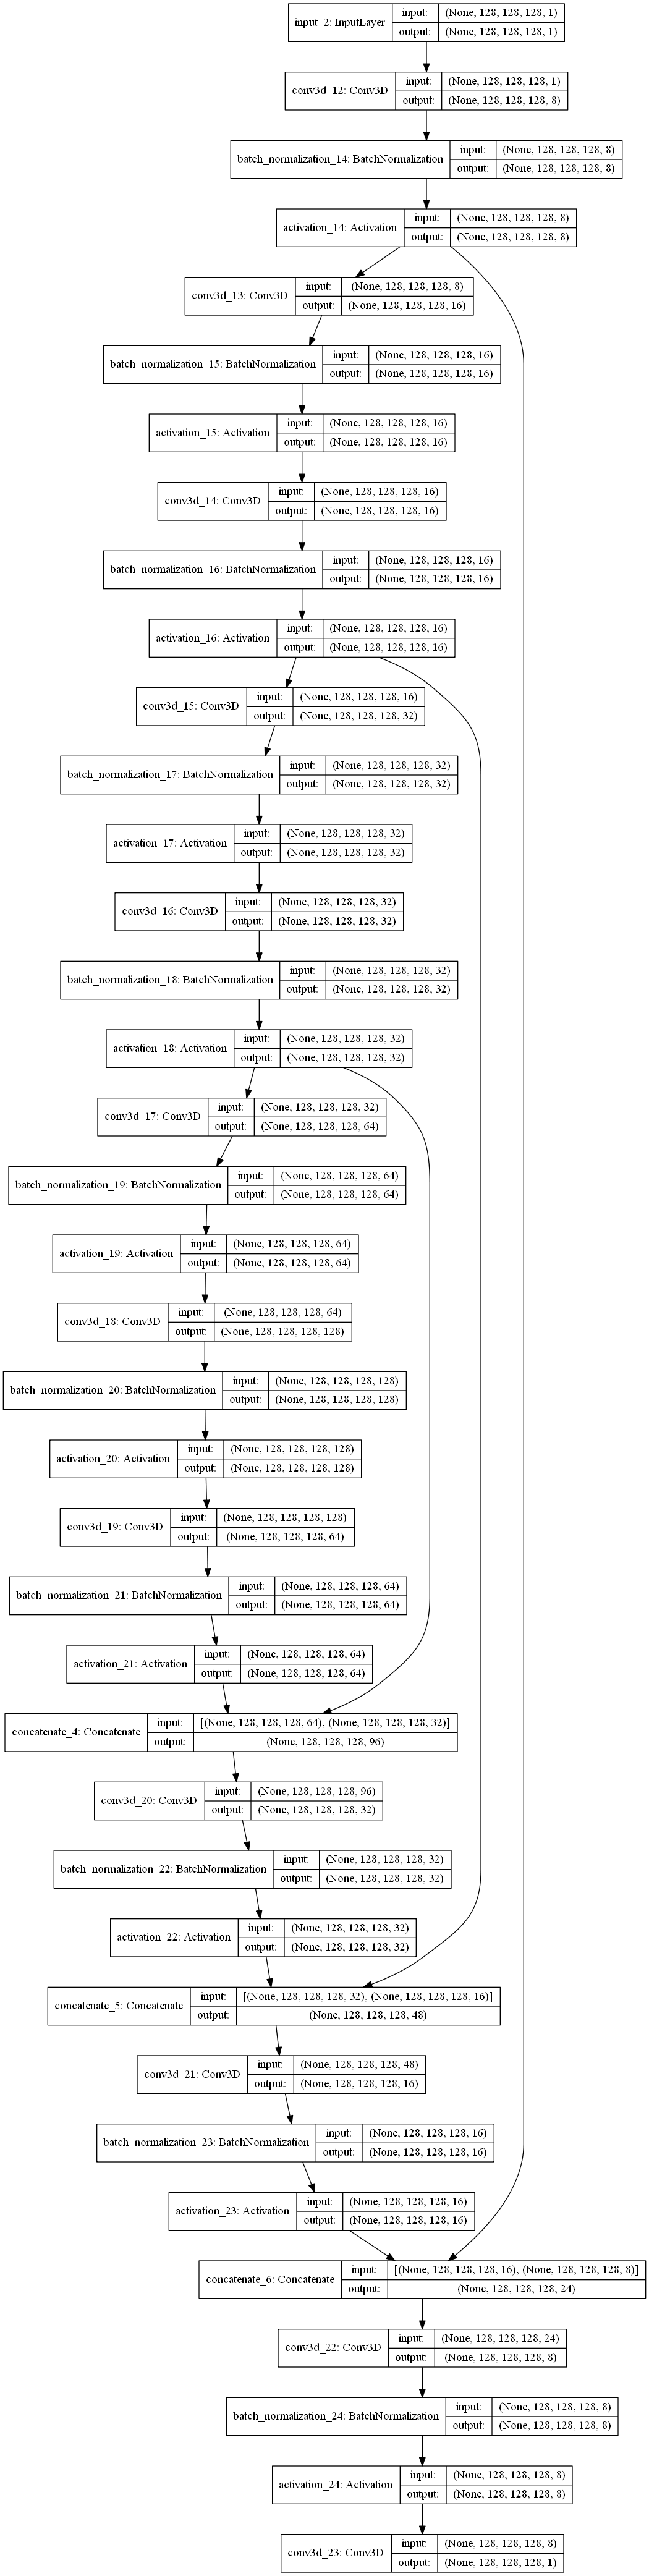 input_2: InputLayer
input: (None, 128, 128, 128, 1)
output: (None, 128, 128, 128, 1)
conv3d_12: Conv3D
input: (None, 128, 128, 128, 1)
output: (None, 128, 128, 128, 8)
batch_normalization_14: BatchNormalization
input: (None, 128, 128, 128, 8)
output: (None, 128, 128, 128, 8)
activation_14: Activation
input: (None, 128, 128, 128, 8)
output: (None, 128, 128, 128, 8)
conv3d_13: Conv3D
input: (None, 128, 128, 128, 8)
output: (None, 128, 128, 128, 16)
batch_normalization_15: BatchNormalization
input: (None, 128, 128, 128, 16)
output: (None, 128, 128, 128, 16)
activation_15: Activation
input: (None, 128, 128, 128, 16)
output: (None, 128, 128, 128, 16)
conv3d_14: Conv3D
input: (None, 128, 128, 128, 16)
output: (None, 128, 128, 128, 16)
batch_normalization_16: BatchNormalization
input: (None, 128, 128, 128, 16)
output: (None, 128, 128, 128, 16)
activation_16: Activation
input: (None, 128, 128, 128, 16)
output: (None, 128, 128, 128, 16)
conv3d_15: Conv3D
input: (None, 128, 128, 128, 16)
output: (None, 128, 128, 128, 32)
batch_normalization_17: BatchNormalization
input: (None, 128, 128, 128, 32)
output: (None, 128, 128, 128, 32)
activation_17: Activation
input: (None, 128, 128, 128, 32)
output: (None, 128, 128, 128, 32)
conv3d_16: Conv3D
input: (None, 128, 128, 128, 32)
output: (None, 128, 128, 128, 32)
batch_normalization_18: BatchNormalization
input: (None, 128, 128, 128, 32)
output: (None, 128, 128, 128, 32)
activation_18: Activation
input: (None, 128, 128, 128, 32)
output: (None, 128, 128, 128, 32)
conv3d_17: Conv3D
input: (None, 128, 128, 128, 32)
output: (None, 128, 128, 128, 64)
batch_normalization_19: BatchNormalization
input: (None, 128, 128, 128, 64)
output: (None, 128, 128, 128, 64)
activation_19: Activation
input: (None, 128, 128, 128, 64)
output: (None, 128, 128, 128, 64)
conv3d_18: Conv3D
input: (None, 128, 128, 128, 64)
output: (None, 128, 128, 128, 128)
batch_normalization_20: BatchNormalization
input: (None, 128, 128, 128, 128)
output: (None, 128, 128, 128, 128)
activation_20: Activation
input: (None, 128, 128, 128, 128)
output: (None, 128, 128, 128, 128)
conv3d_19: Conv3D
input: (None, 128, 128, 128, 128)
output: (None, 128, 128, 128, 64)
batch_normalization_21: BatchNormalization
input: (None, 128, 128, 128, 64)
output: (None, 128, 128, 128, 64)
activation_21: Activation
input: (None, 128, 128, 128, 64)
output: (None, 128, 128, 128, 64)
concatenate_4: Concatenate
input: [(None, 128, 128, 128, 64), (None, 128, 128, 128, 32)]
output: (None, 128, 128, 128, 96)
conv3d_20: Conv3D
input: (None, 128, 128, 128, 96)
output: (None, 128, 128, 128, 32)
batch_normalization_22: BatchNormalization
input: (None, 128, 128, 128, 32)
output: (None, 128, 128, 128, 32)
activation_22: Activation
input: (None, 128, 128, 128, 32)
output: (None, 128, 128, 128, 32)
concatenate_5: Concatenate
input: [(None, 128, 128, 128, 32), (None, 128, 128, 128, 16)]
output: (None, 128, 128, 128, 48)
conv3d_21: Conv3D
input: (None, 128, 128, 128, 48)
output: (None, 128, 128, 128, 16)
batch_normalization_23: BatchNormalization
input: (None, 128, 128, 128, 16)
output: (None, 128, 128, 128, 16)
activation_23: Activation
input: (None, 128, 128, 128, 16)
output: (None, 128, 128, 128, 16)
concatenate_6: Concatenate
input: [(None, 128, 128, 128, 16), (None, 128, 128, 128, 8)]
output: (None, 128, 128, 128, 24)
conv3d_22: Conv3D
input: (None, 128, 128, 128, 24)
output: (None, 128, 128, 128, 8)
batch_normalization_24: BatchNormalization
input: (None, 128, 128, 128, 8)
output: (None, 128, 128, 128, 8)
activation_24: Activation
input: (None, 128, 128, 128, 8)
output: (None, 128, 128, 128, 8)
conv3d_23: Conv3D
input: (None, 128, 128, 128, 8)
output: (None, 128, 128, 128, 1)